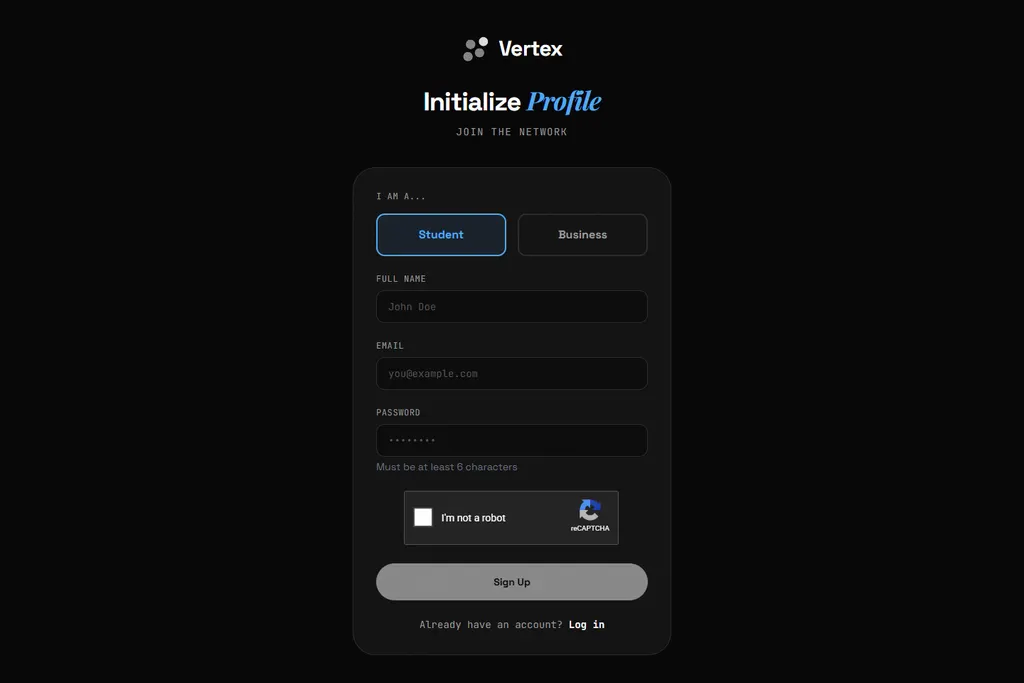 Vertex
Initialize Profile
JOIN THE NETWORK
I AM A...
Student
Business
FULL NAME
John Doe
EMAIL
you@example.com
PASSWORD
••••••••
Must be at least 6 characters
I'm not a robot
reCAPTCHA
Sign Up
Already have an account? Log in